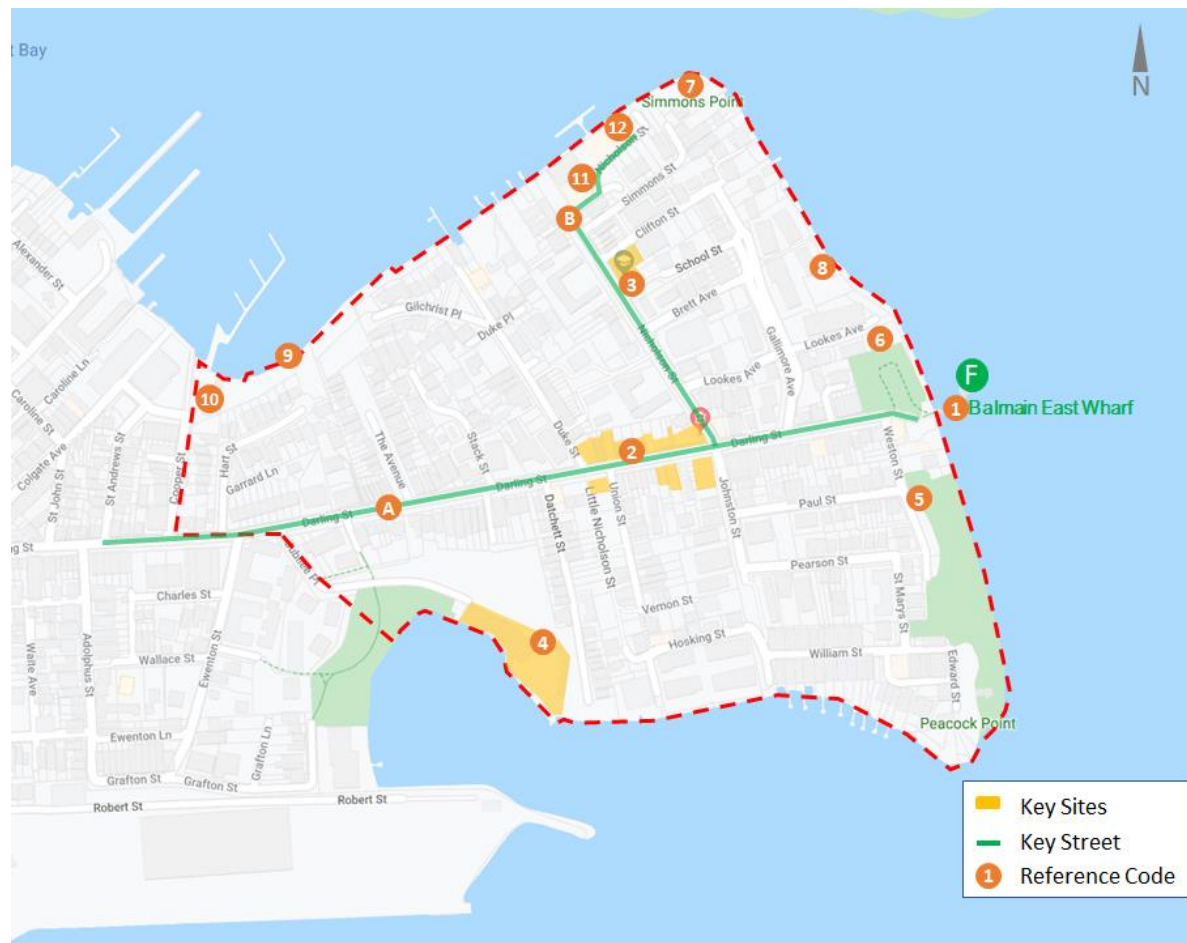 t Bay
N
7
Simmons Point
12
Nicholson St
11
Simmons St
B
Clifton St
Alexander St
School St
3
8
Brett Ave
Gilchrist Pl
Duke Pl
Nicholson St
Gallimore Ave
Lookes Ave
6
Caroline Ln
9
Lookes Ave
F
10
1
Balmain East Wharf
Caroline St
Colgate Ave
St Andrews St
Cooper St
Hart St
The Avenue
Stack St
Duke St
2
Darling St
Weston St
St John St
Garrard Ln
Darling St
Union St
Little Nicholson St
Datchett St
Johnston St
Paul St
5
A
Darling St
ng St
Jubilee Pl
Pearson St
Charles St
Vernon St
St Marys St
Waite Ave
Adolphus St
Wallace St
Ewenton St
4
Hosking St
William St
Edward St
Ewenton Ln
Peacock Point
Grafton St
Grafton St
Grafton Ln
Robert St
Robert St
Key Sites
Key Street
1 Reference Code